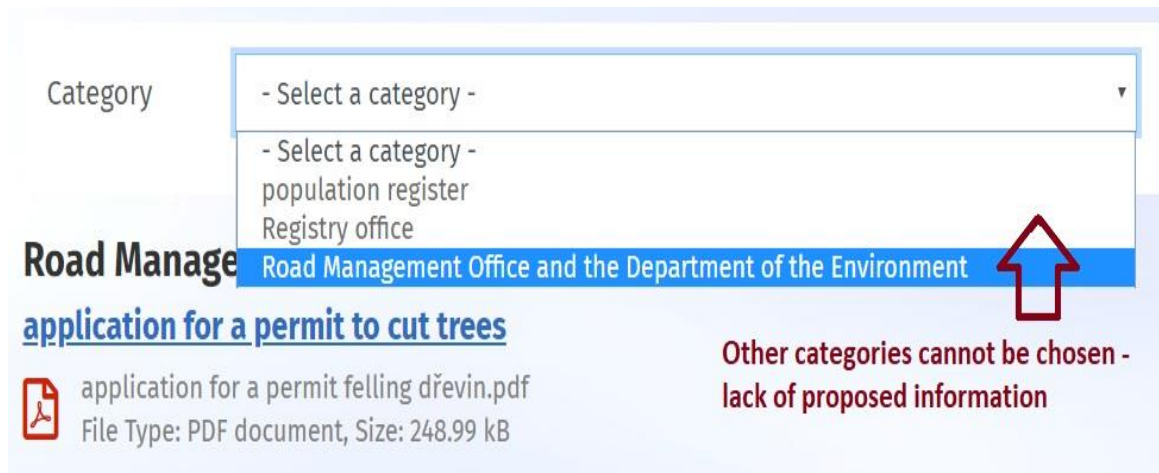 Category
- Select a category -
- Select a category -
population register
Registry office
Road Management Office and the Department of the Environment
Road Manage
application for a permit to cut trees
application for a permit felling dřevin.pdf
File Type: PDF document, Size: 248.99 kB
Other categories cannot be chosen -
lack of proposed information